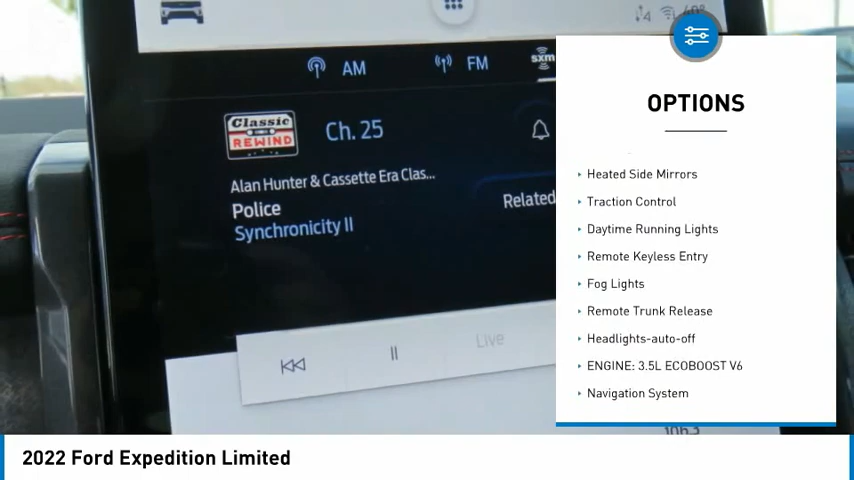 AM
FM
sxm
Classic
REWIND
Ch. 25
Alan Hunter & Cassette Era Clas...
Police
Synchronicity II
Related
Live
OPTIONS
Heated Side Mirrors
Traction Control
Daytime Running Lights
Remote Keyless Entry
Fog Lights
Remote Trunk Release
Headlights-auto-off
ENGINE: 3.5L ECOBOOST V6
Navigation System
2022 Ford Expedition Limited